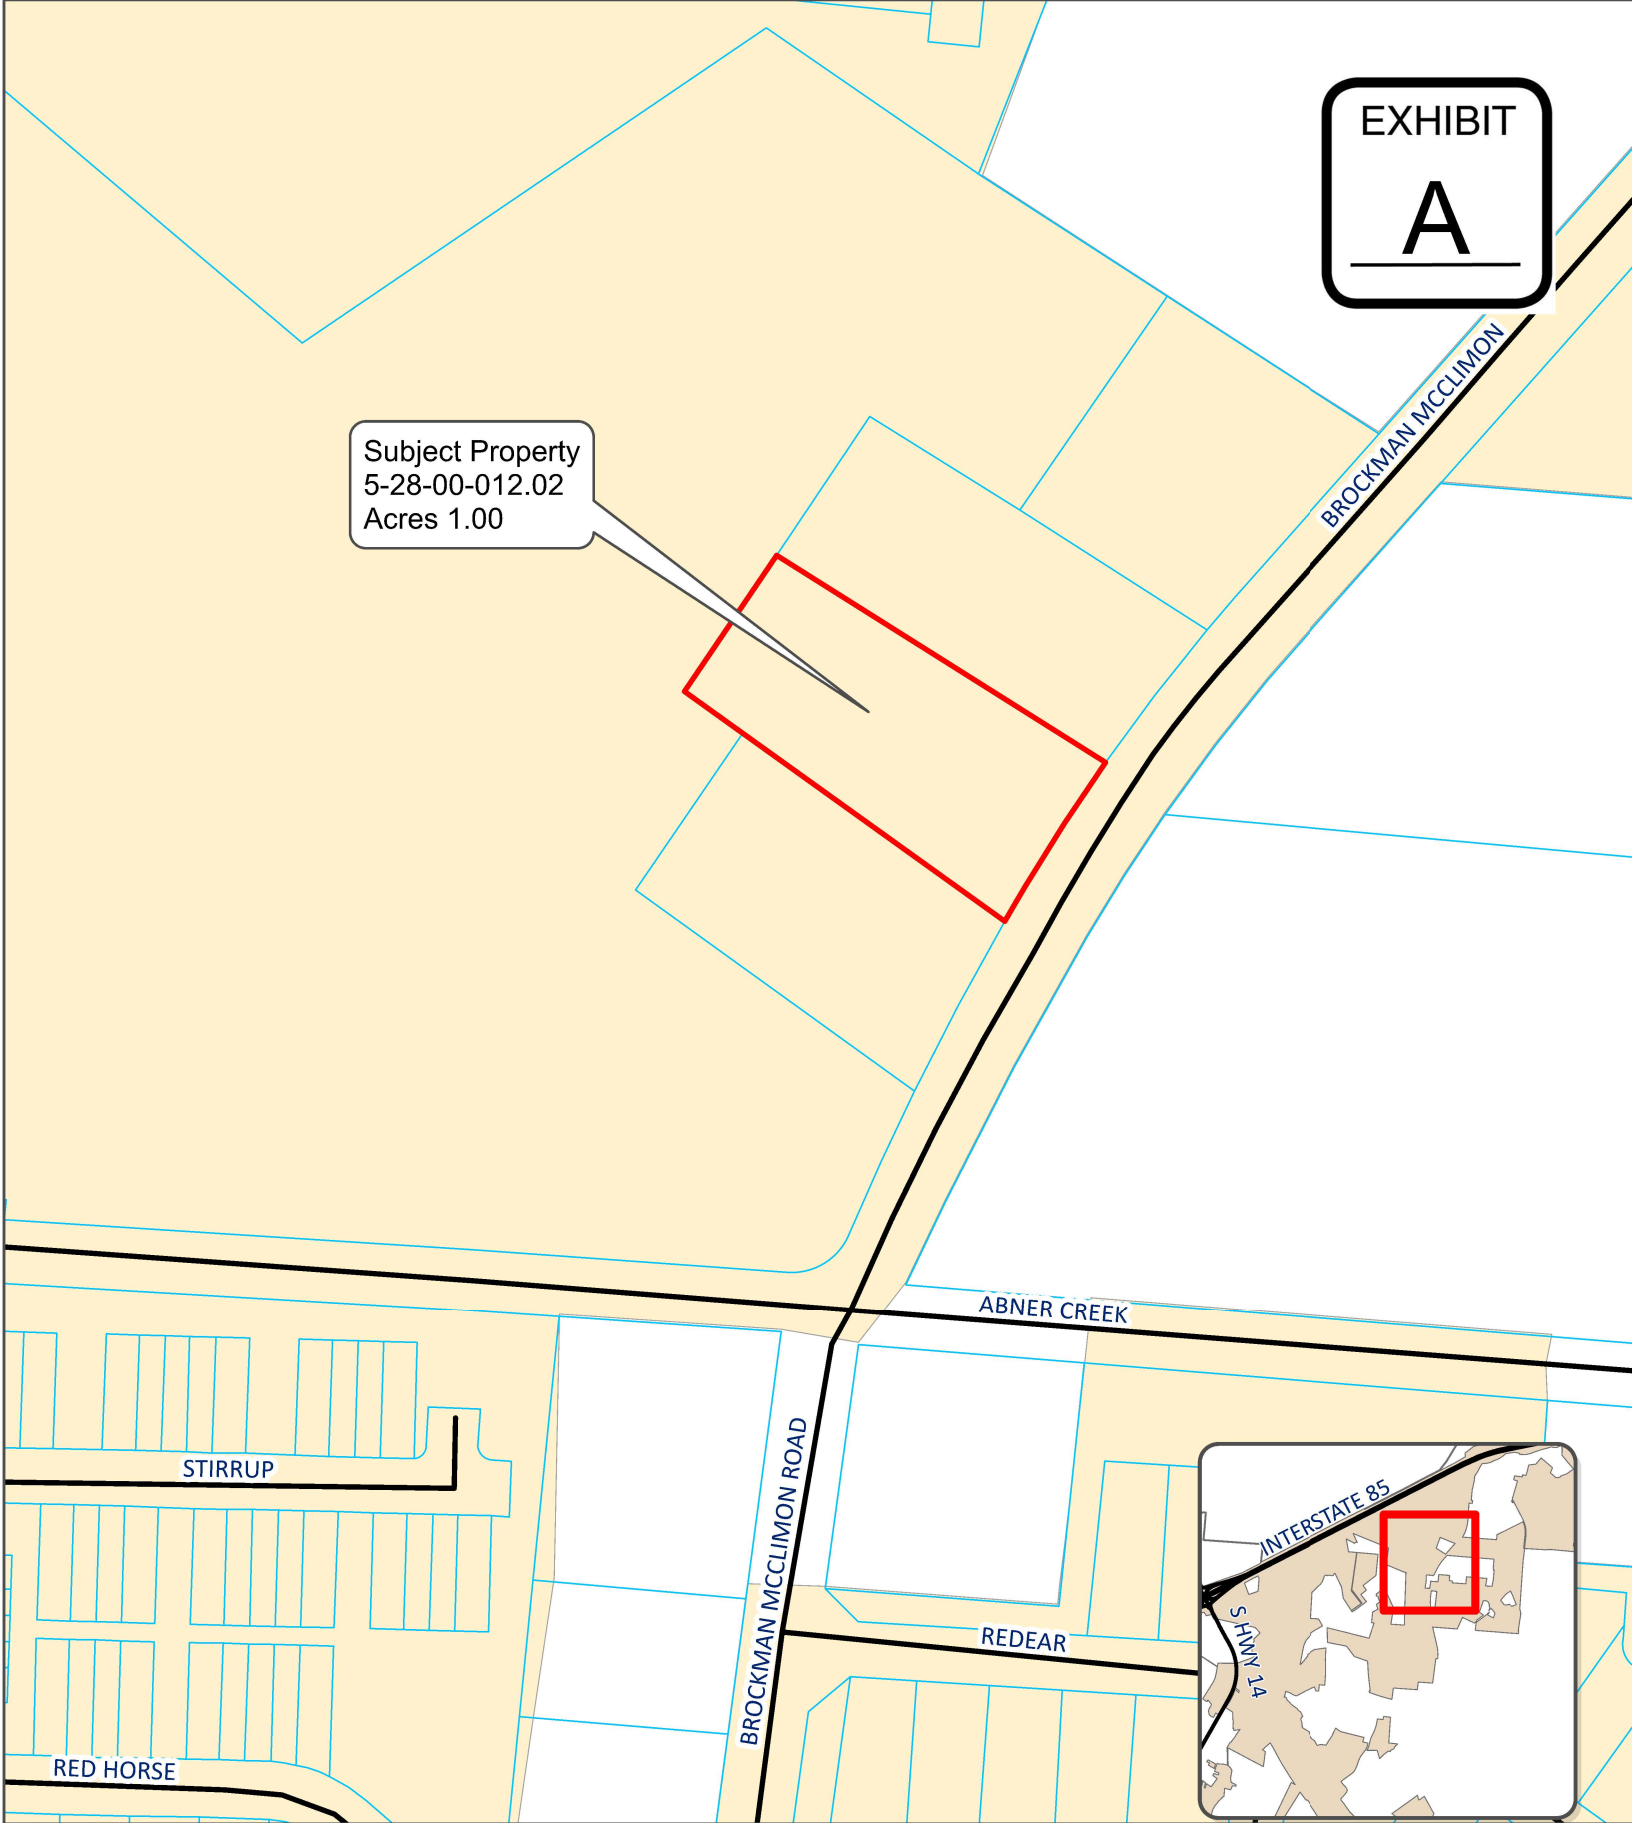 EXHIBIT
A
BROCKMAN MCCLIMON
Subject Property
5-28-00-012.02
Acres 1.00
ABNER CREEK
STIRRUP
BROCKMAN MCCLIMON ROAD
REDEAR
RED HORSE
INTERSTATE 85
S HWY 14